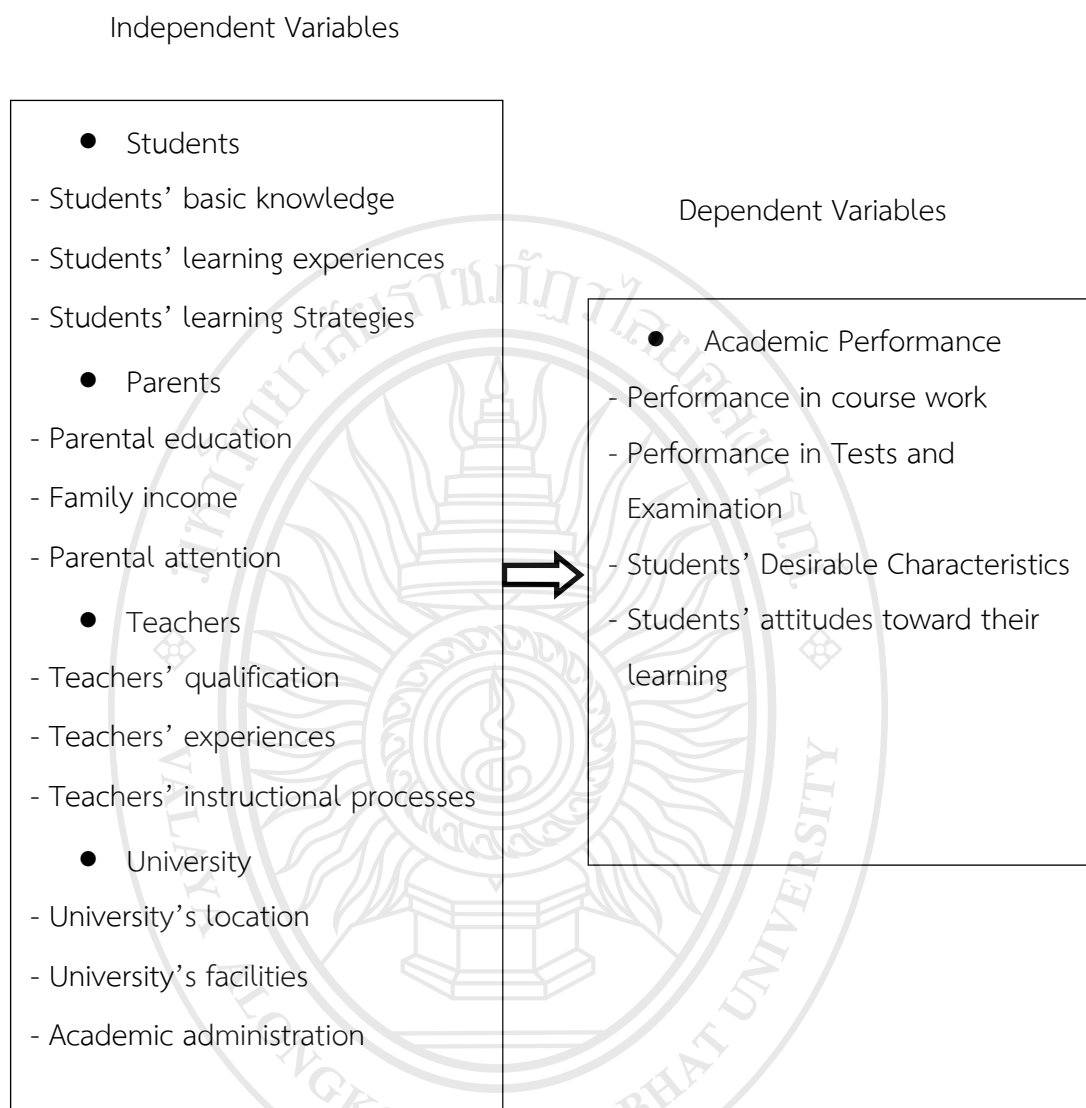 Independent Variables
● Students
- Students’ basic knowledge
- Students’ learning experiences
- Students’ learning Strategies
● Parents
- Parental education
- Family income
- Parental attention
● Teachers
- Teachers’ qualification
- Teachers’ experiences
- Teachers’ instructional processes
● University
- University’s location
- University’s facilities
- Academic administration
Dependent Variables
● Academic Performance
- Performance in course work
- Performance in Tests and
Examination
- Students’ Desirable Characteristics
- Students’ attitudes toward their
learning
VALAYA
UNIVERSITY